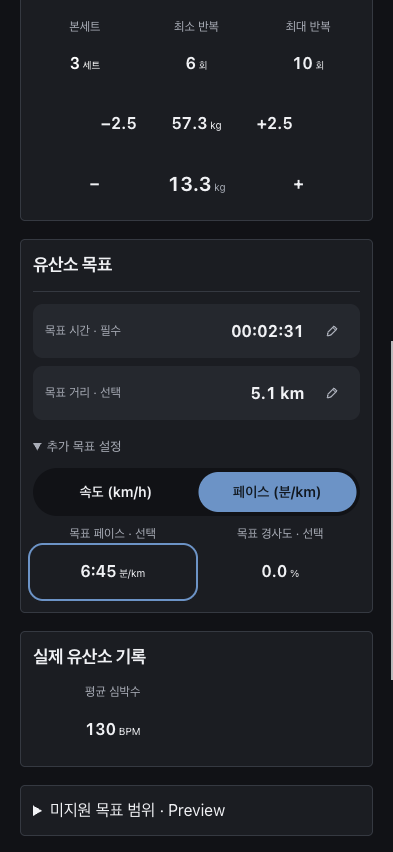 본세트 최소 반복 최대 반복
3 세트 6 회 10 회
−2.5 57.3 kg +2.5
− 13.3 kg +
유산소 목표
목표 시간 · 필수 00:02:31
목표 거리 · 선택 5.1 km
▼ 추가 목표 설정
속도 (km/h) 페이스 (분/km)
목표 페이스 · 선택 목표 경사도 · 선택
6:45 분/km 0.0 %
실제 유산소 기록
평균 심박수
130 BPM
▶ 미지원 목표 범위 · Preview